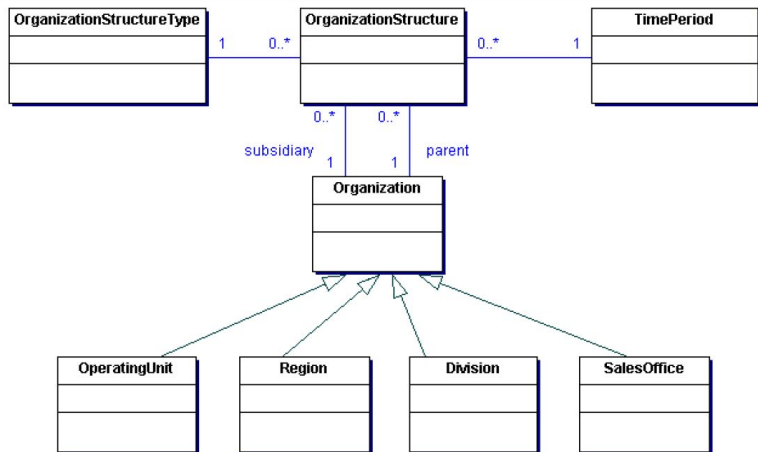 OrganizationStructureType
OrganizationStructure
TimePeriod
1
0..*
0..*
1
0..*
0..*
subsidiary
parent
1
1
Organization
OperatingUnit
Region
Division
SalesOffice